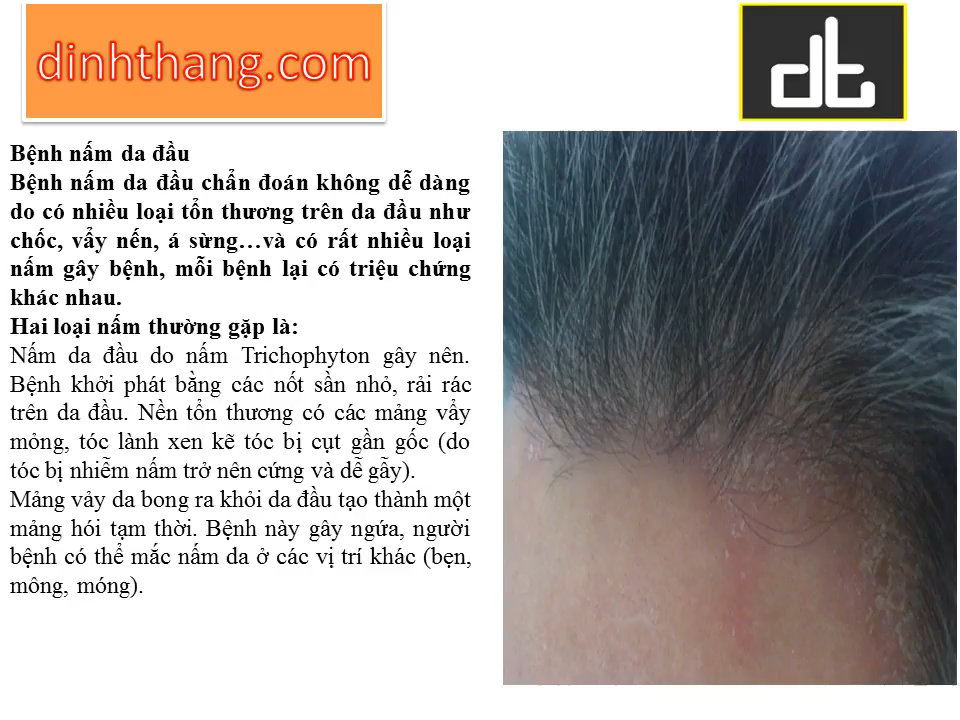 dinhthang.com
dt
Bệnh nấm da đầu
Bệnh nấm da đầu chẩn đoán không dễ dàng
do có nhiều loại tổn thương trên da đầu như
chốc, vẩy nến, á sừng…và có rất nhiều loại
nấm gây bệnh, mỗi bệnh lại có triệu chứng
khác nhau.
Hai loại nấm thường gặp là:
Nấm da đầu do nấm Trichophyton gây nên.
Bệnh khởi phát bằng các nốt sần nhỏ, rải rác
trên da đầu. Nền tổn thương có các mảng vẩy
mỏng, tóc lành xen kẽ tóc bị cụt gần gốc (do
tóc bị nhiễm nấm trở nên cứng và dễ gẫy).
Mảng vảy da bong ra khỏi da đầu tạo thành một
mảng hói tạm thời. Bệnh này gây ngứa, người
bệnh có thể mắc nấm da ở các vị trí khác (bẹn,
mông, móng).